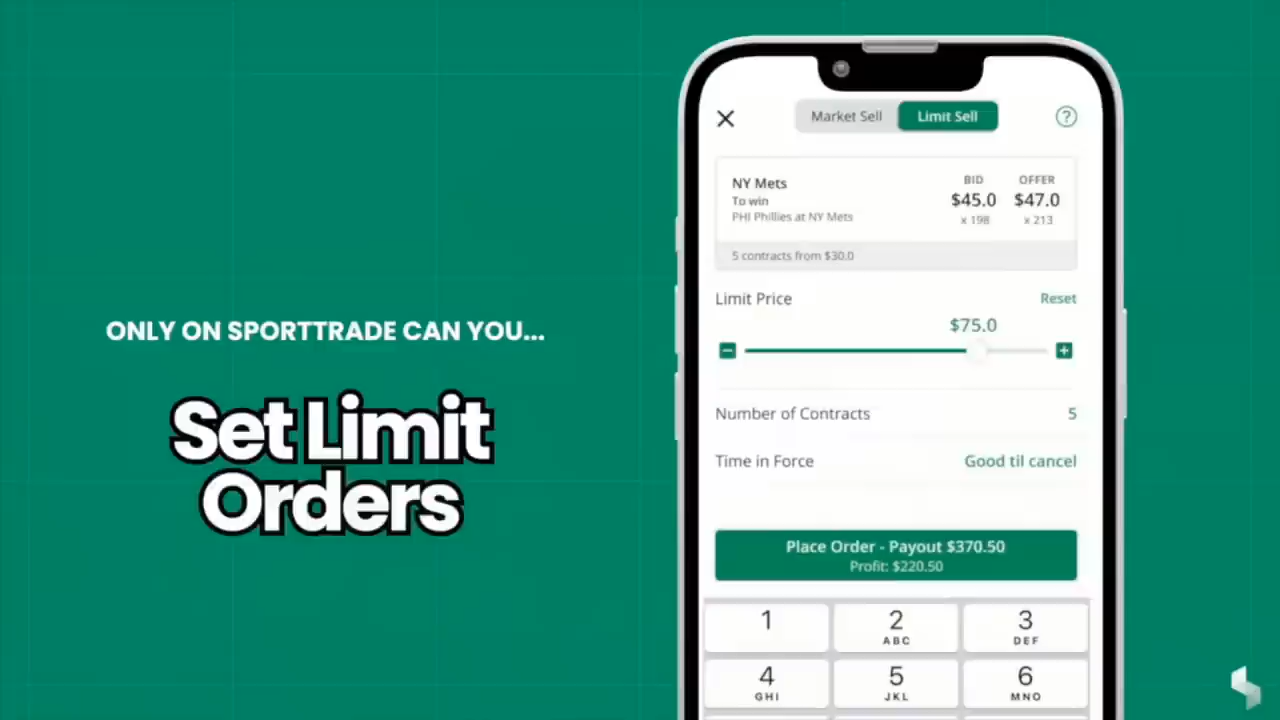 ONLY ON SPORTTRADE CAN YOU...
Set Limit
Orders
Market Sell
Limit Sell
?
NY Mets
To win
PHI Phillies at NY Mets
BID
$45.0
x 198
OFFER
$47.0
x 213
5 contracts from $30.0
Limit Price
Reset
$75.0
Number of Contracts
5
Time in Force
Good til cancel
Place Order - Payout $370.50
Profit: $220.50
1
2
ABC
3
DEF
4
GHI
5
JKL
6
MNO